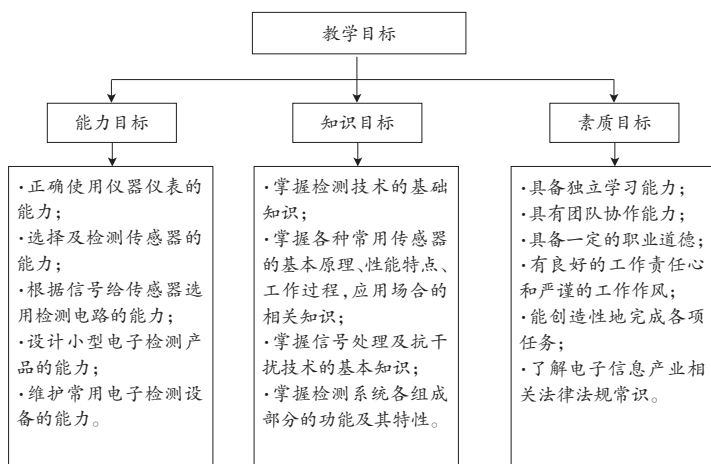 教学目标
能力目标
知识目标
素质目标
·正确使用仪器仪表的
能力;
·选择及检测传感器的
能力;
·根据信号给传感器选
用检测电路的能力;
·设计小型电子检测产
品的能力;
·维护常用电子检测设
备的能力。
·掌握检测技术的基础
知识;
·掌握各种常用传感器
的基本原理、性能特点、
工作过程,应用场合的
相关知识;
·掌握信号处理及抗干
扰技术的基本知识;
·掌握检测系统各组成
部分的功能及其特性。
·具备独立学习能力;
·具有团队协作能力;
·具备一定的职业道德;
·有良好的工作责任心
和严谨的工作作风;
·能创造性地完成各项
任务;
·了解电子信息产业相
关法律法规常识。